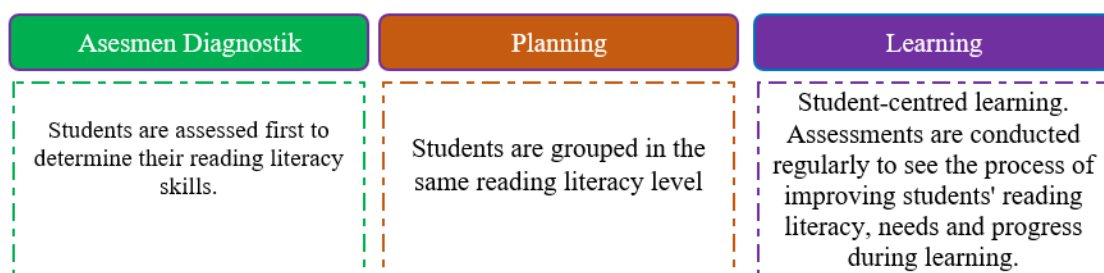 Asesmen Diagnostik
Students are assessed first to
determine their reading literacy
skills.
Planning
Students are grouped in the
same reading literacy level
Learning
Student-centred learning.
Assessments are conducted
regularly to see the process of
improving students' reading
literacy, needs and progress
during learning.